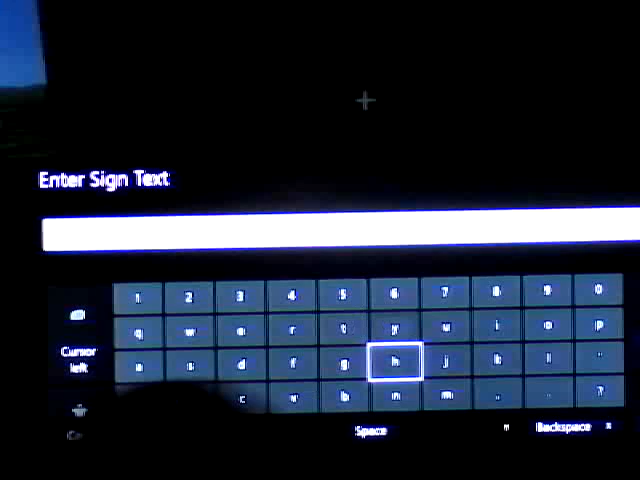 Enter Sign Text
1 2 3 4 5 6 7 8 9 0
q w e r t y u i o p
Cursor left
a s d f g h j k l
c v b n m . ?
Space
Backspace